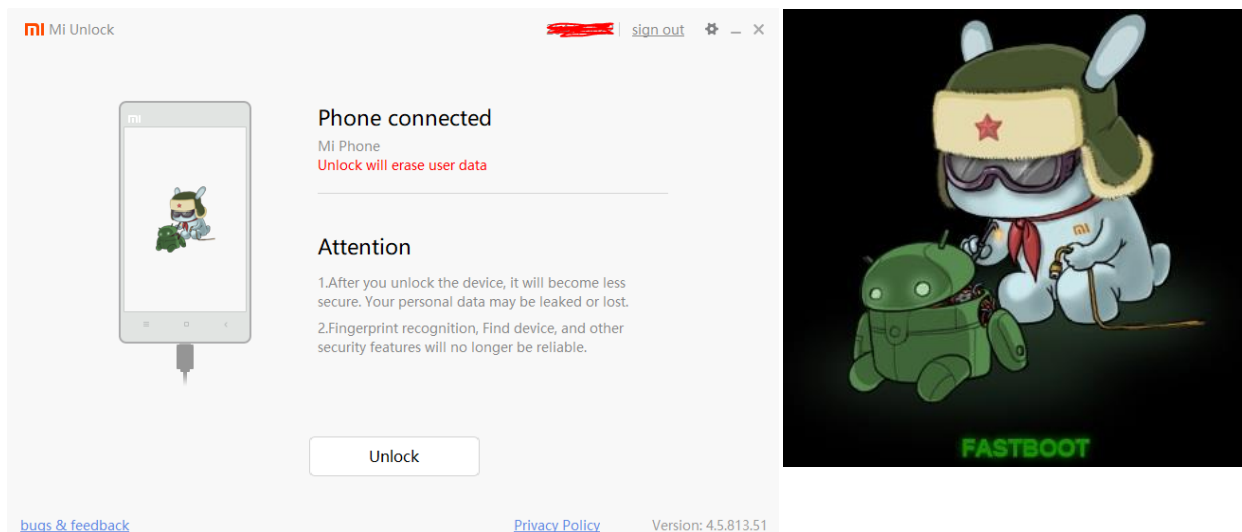 mi Mi Unlock
sign out
mi
Phone connected
Mi Phone
Unlock will erase user data
Attention
1.After you unlock the device, it will become less
secure. Your personal data may be leaked or lost.
2.Fingerprint recognition, Find device, and other
security features will no longer be reliable.
Unlock
bugs & feedback
Privacy Policy
Version: 4.5.813.51
mi
FASTBOOT